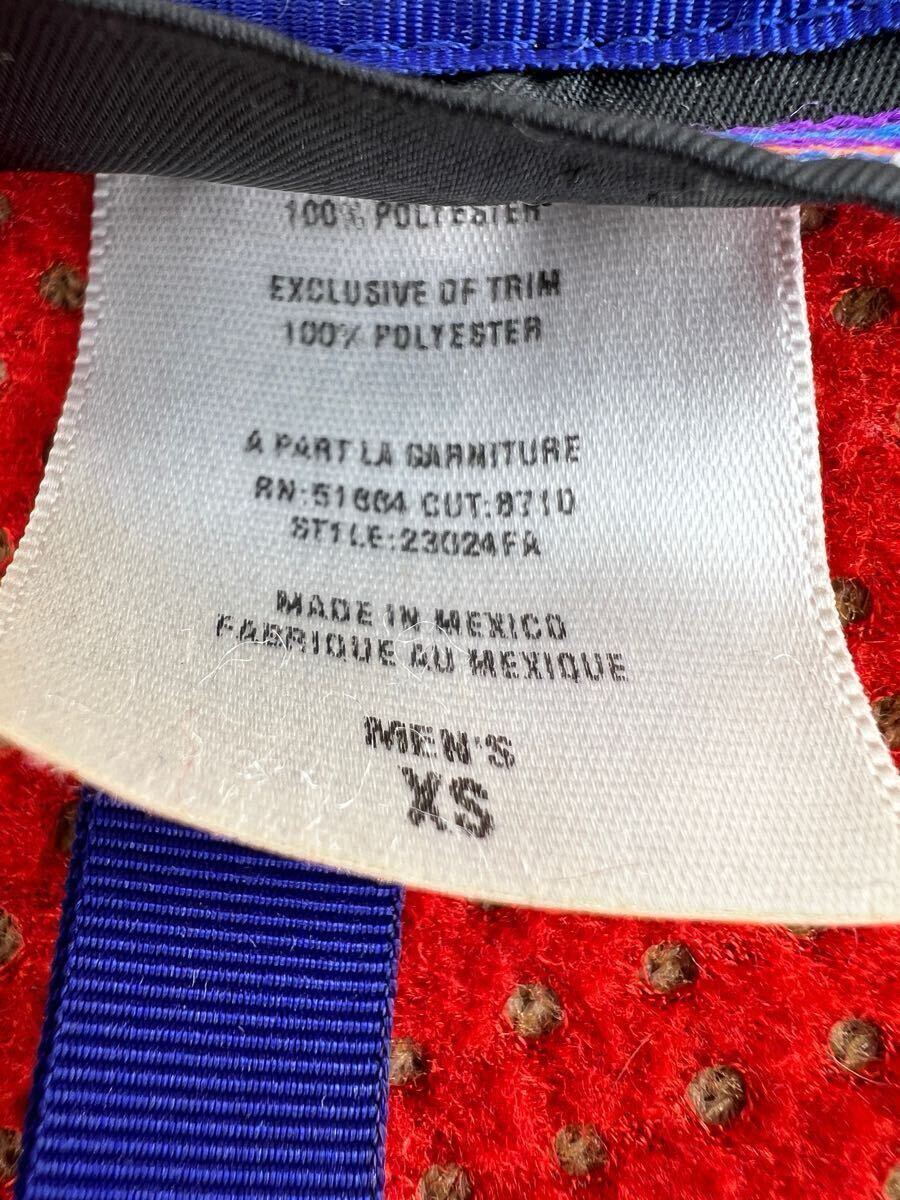 100% POLYESTER
EXCLUSIVE OF TRIM
100% POLYESTER
A PART LA GARNITURE
RN:51884 CUT:871D
STYLE:23024FA
MADE IN MEXICO
FABRIQUE AU MEXIQUE
MEN'S
XS